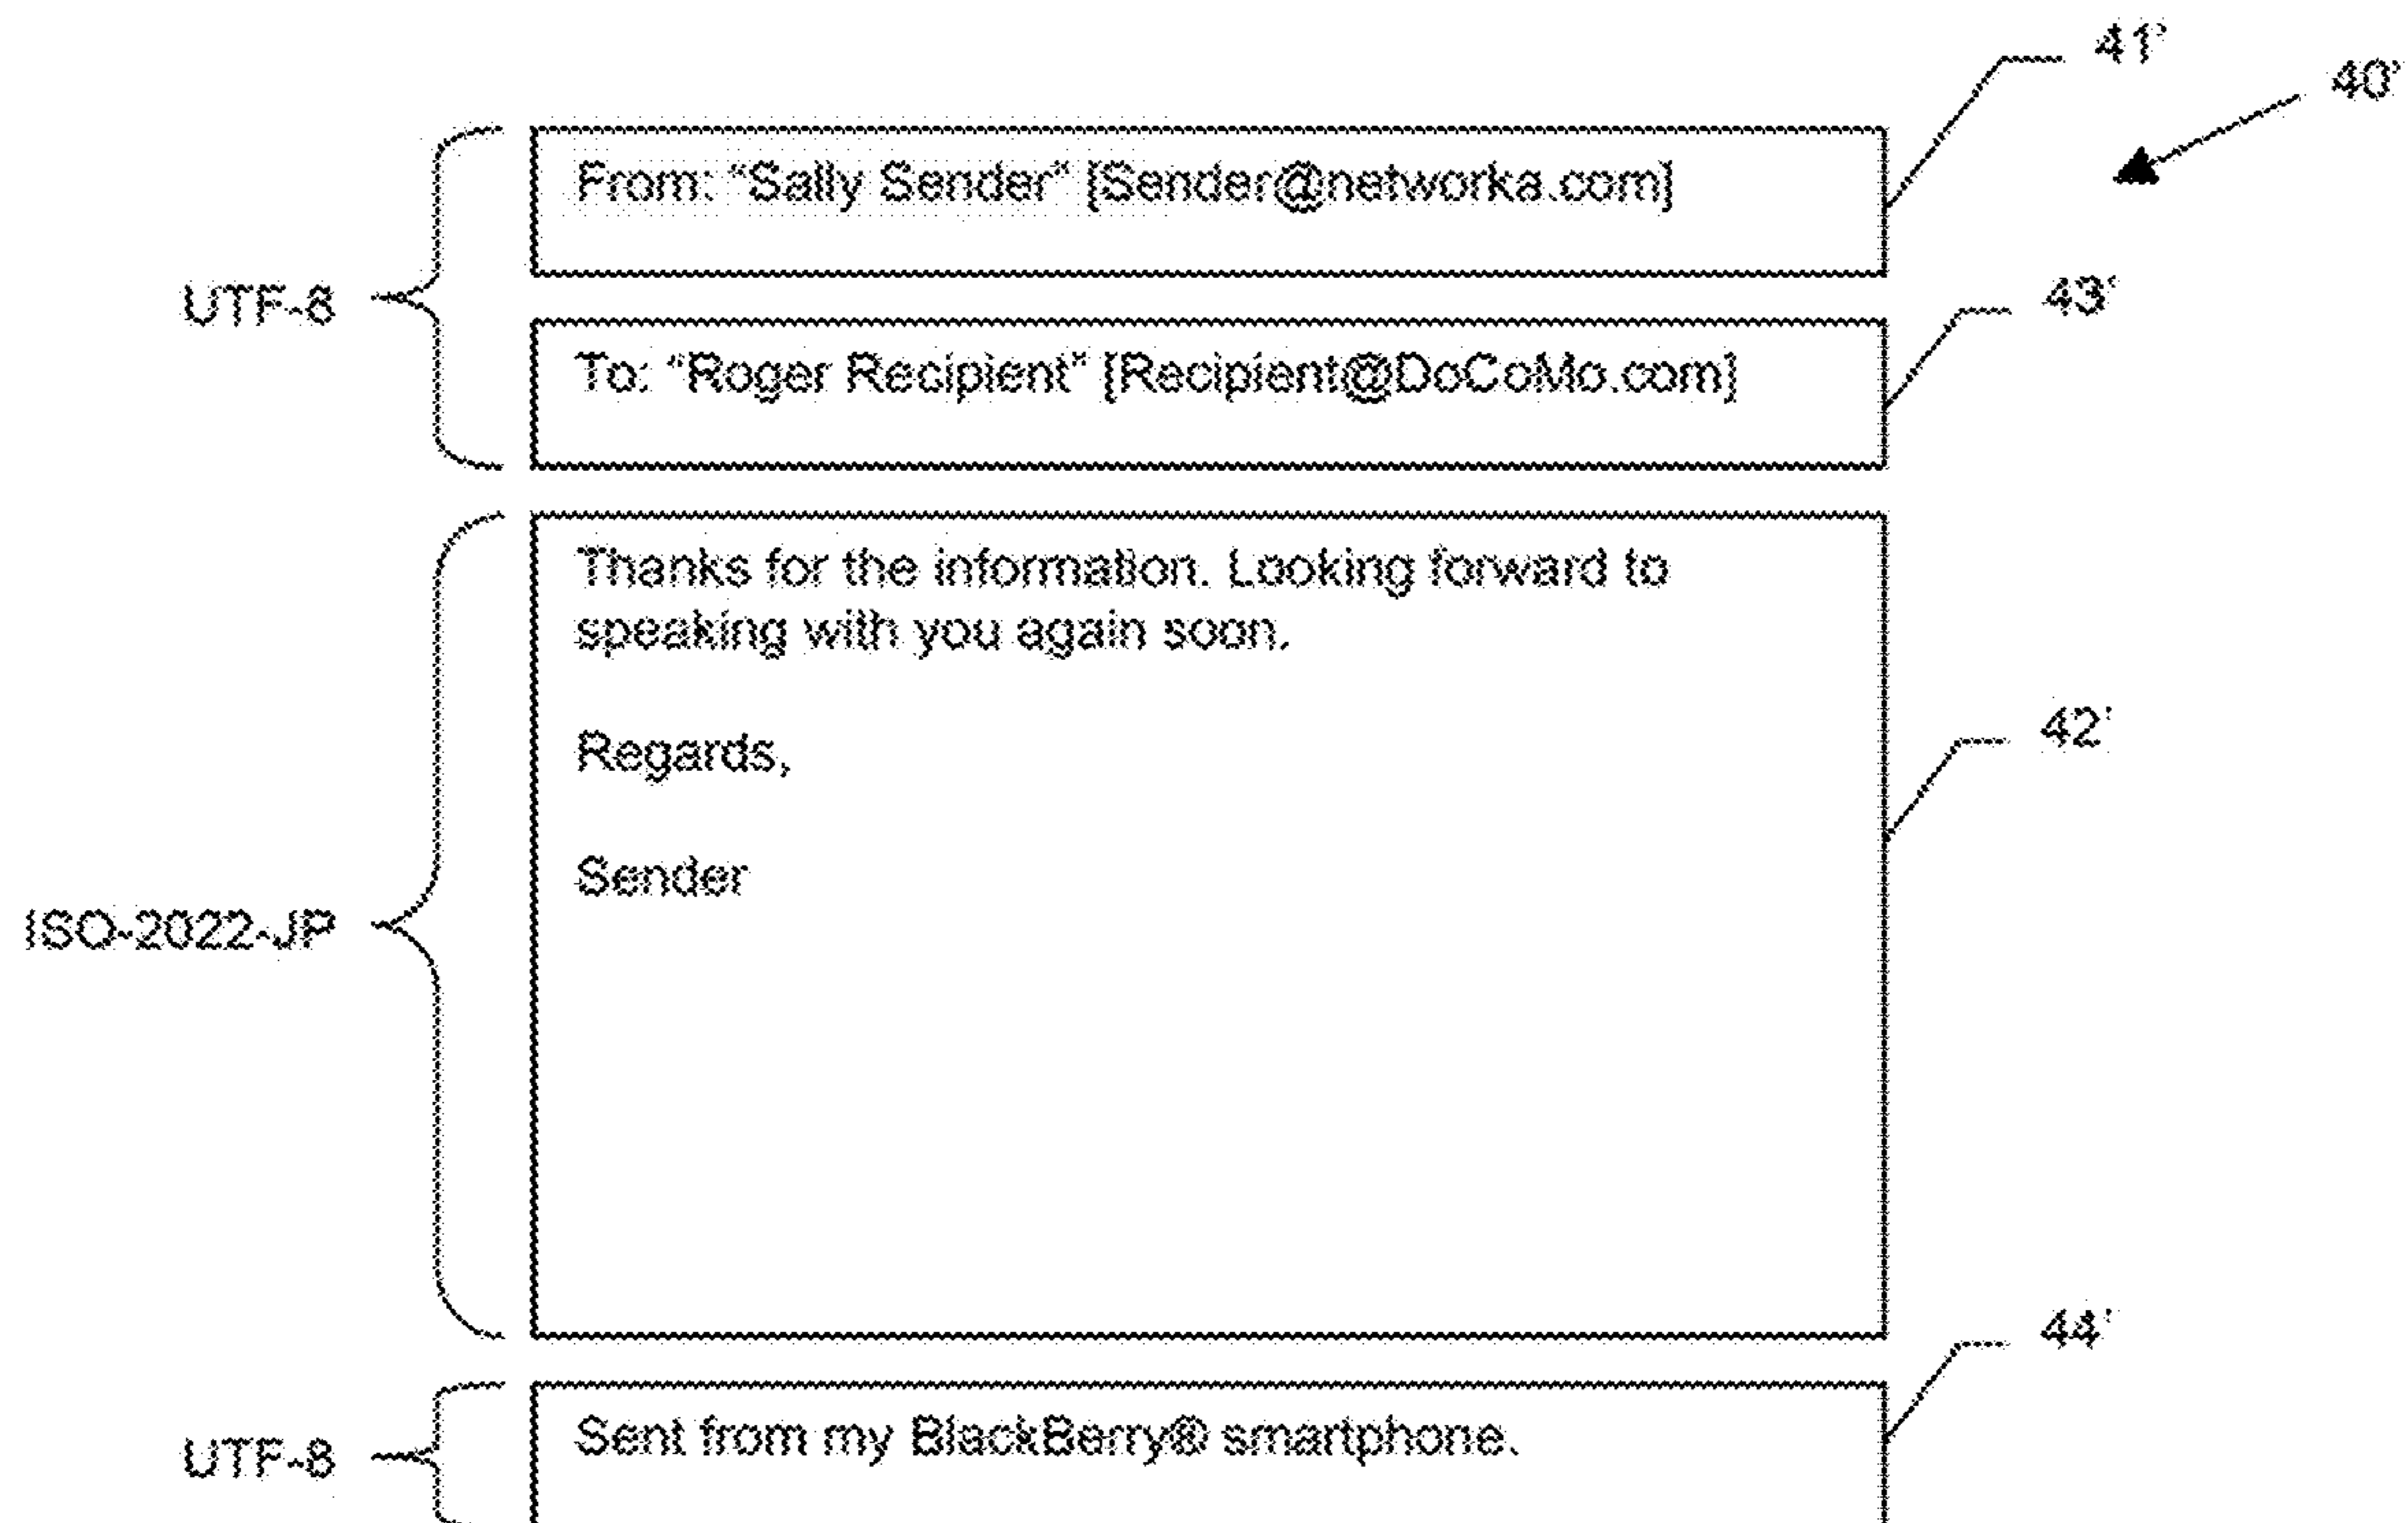 41'
40'
From: "Sally Sender" [Sender@networka.com]
UTF-8
43'
To: "Roger Recipient" [Recipient@DoCoMo.com]
Thanks for the information. Looking forward to
speaking with you again soon.
42'
Regards,
Sender
ISO-2022-JP
44'
Sent from my BlackBerry® smartphone.
UTF-8